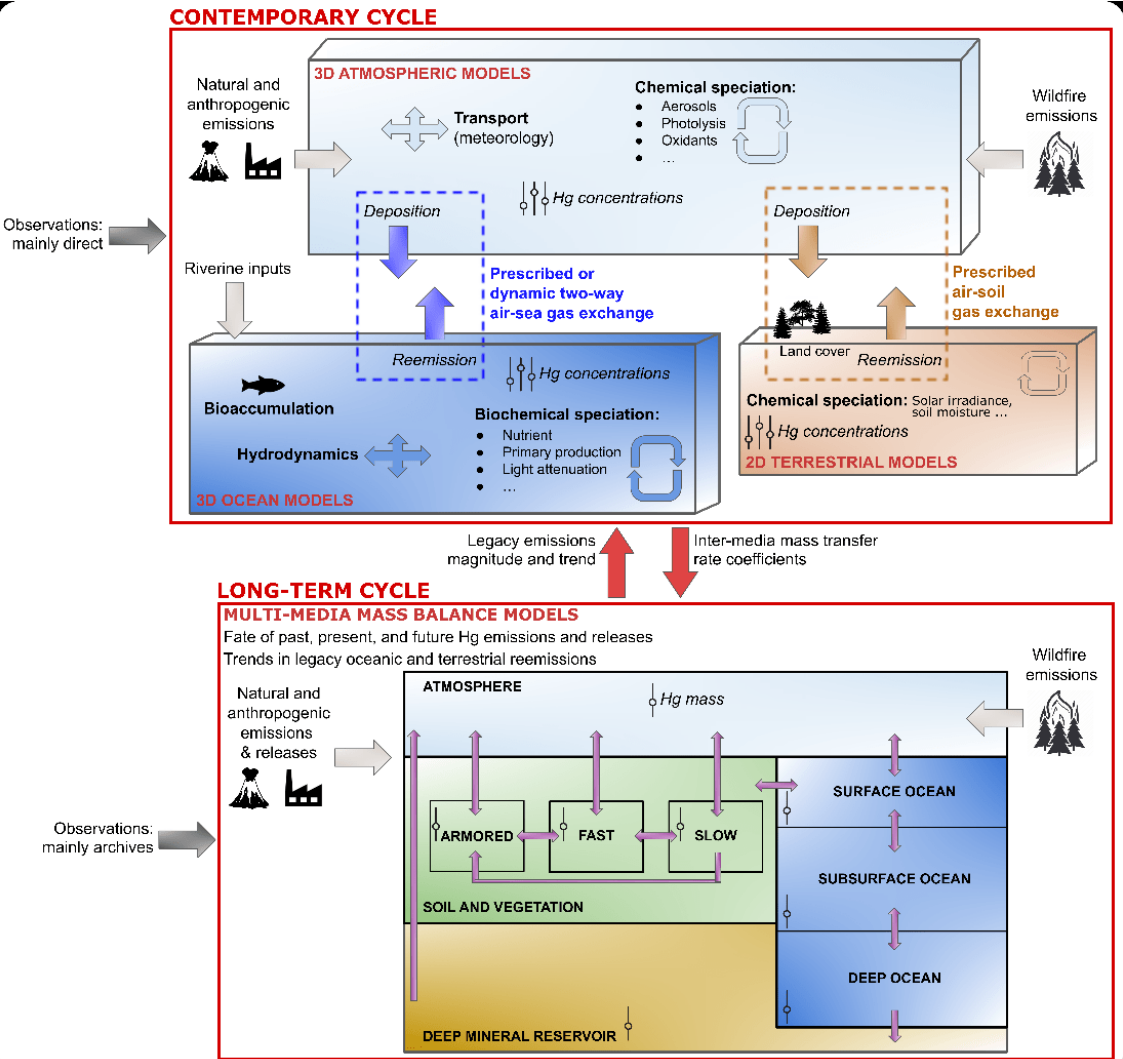 CONTEMPORARY CYCLE
3D ATMOSPHERIC MODELS
Natural and
anthropogenic
emissions
Transport
(meteorology)
Chemical speciation:
● Aerosols
● Photolysis
● Oxidants
● ...
Wildfire
emissions
Hg concentrations
Observations:
mainly direct
Deposition
Deposition
Riverine inputs
Prescribed or
dynamic two-way
air-sea gas exchange
Prescribed
air-soil
gas exchange
Reemission
Hg concentrations
Bioaccumulation
Biochemical speciation:
● Nutrient
● Primary production
● Light attenuation
● ...
Hydrodynamics
3D OCEAN MODELS
Land cover
Reemission
Chemical speciation: Solar irradiance,
soil moisture ...
Hg concentrations
2D TERRESTRIAL MODELS
Legacy emissions
magnitude and trend
Inter-media mass transfer
rate coefficients
LONG-TERM CYCLE
MULTI-MEDIA MASS BALANCE MODELS
Fate of past, present, and future Hg emissions and releases
Trends in legacy oceanic and terrestrial reemissions
Natural and
anthropogenic
emissions
& releases
Wildfire
emissions
ATMOSPHERE
Hg mass
Observations:
mainly archives
ARMORED
FAST
SLOW
SOIL AND VEGETATION
SURFACE OCEAN
SUBSURFACE OCEAN
DEEP OCEAN
DEEP MINERAL RESERVOIR